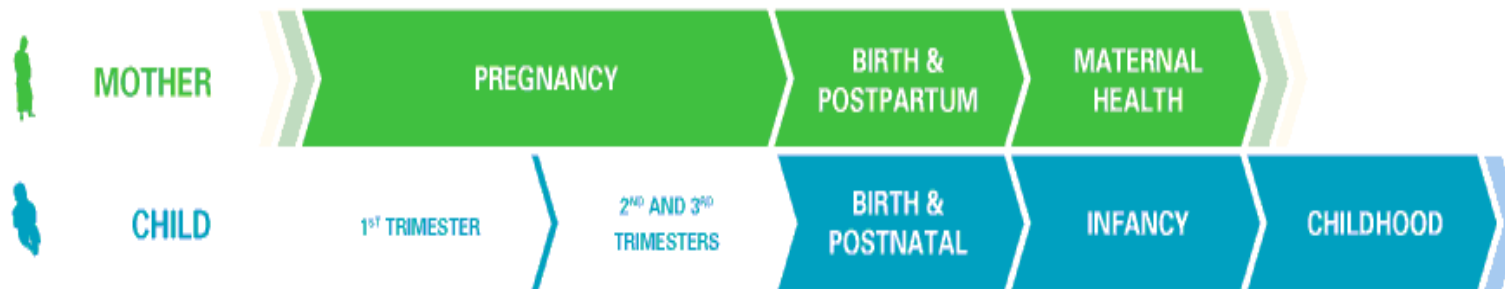 MOTHER
PREGNANCY
BIRTH &
POSTPARTUM
MATERNAL
HEALTH
CHILD
1ST TRIMESTER
2ND AND 3RD
TRIMESTERS
BIRTH &
POSTNATAL
INFANCY
CHILDHOOD